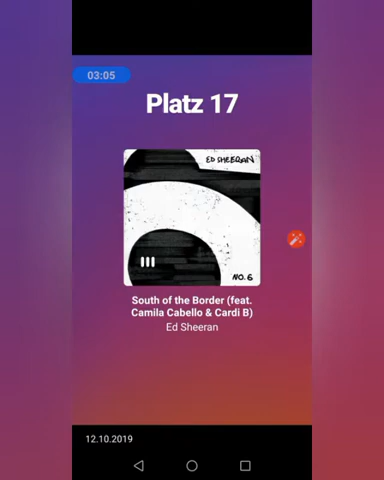 03:05
Platz 17
ED SHEERAN
NO. 6
South of the Border (feat.
Camila Cabello & Cardi B)
Ed Sheeran
12.10.2019